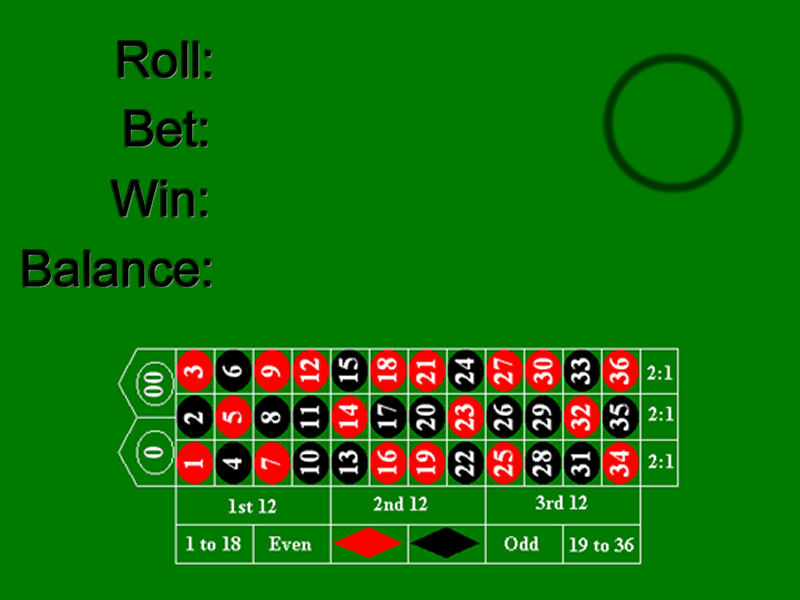 Roll:
Bet:
Win:
Balance:
00 3 6 9 12 15 18 21 24 27 30 33 36 2:1
2 5 8 11 14 17 20 23 26 29 32 35 2:1
0 1 4 7 10 13 16 19 22 25 28 31 34 2:1
1st 12 2nd 12 3rd 12
1 to 18 Even Odd 19 to 36